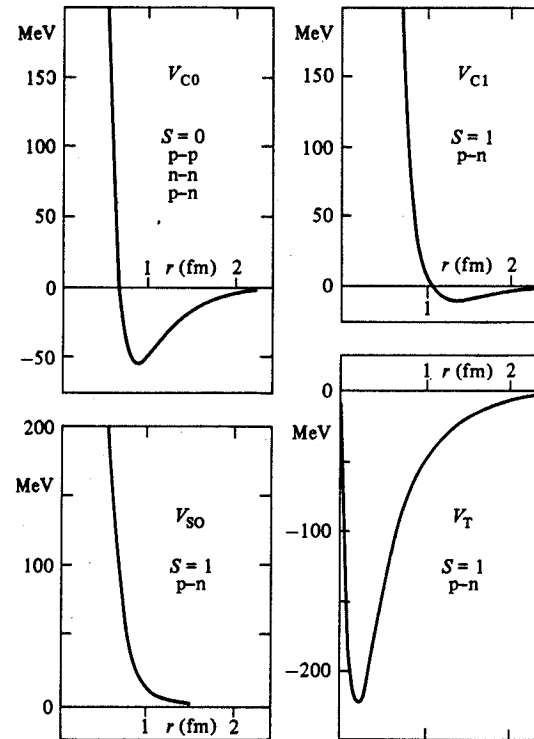 MeV
150
100
50
0
−50
V_C0
S = 0
p–p
n–n
p–n
1 r (fm) 2
MeV
150
100
50
0
V_C1
S = 1
p–n
r (fm) 2
1
200
MeV
100
0
V_SO
S = 1
p–n
1 r (fm) 2
1 r (fm) 2
0
MeV
−100
−200
V_T
S = 1
p–n